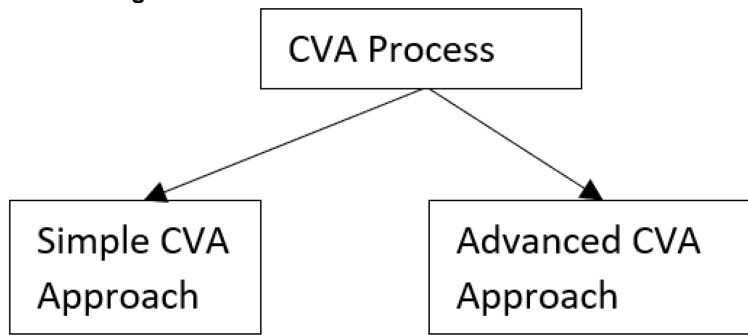 CVA Process
Simple CVA
Approach
Advanced CVA
Approach